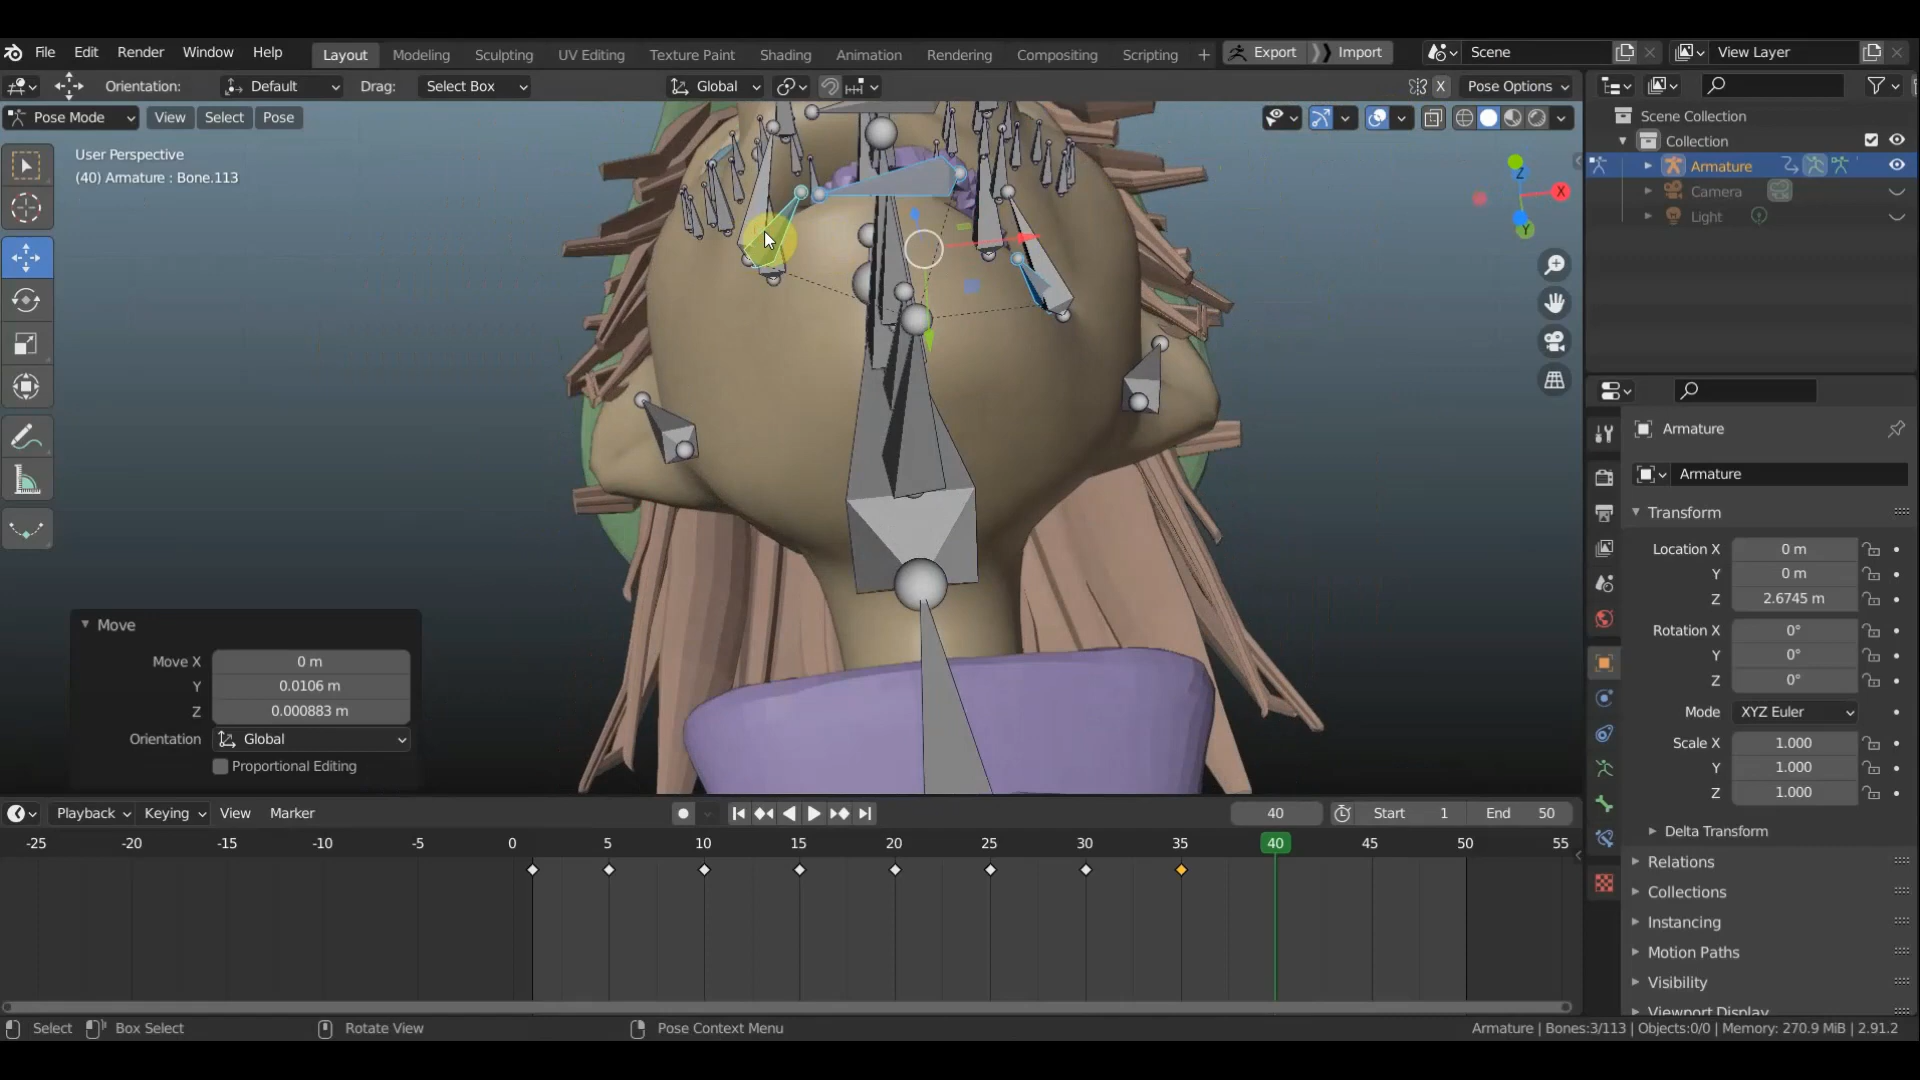 File Edit Render Window Help
Layout Modeling Sculpting UV Editing Texture Paint Shading Animation Rendering Compositing Scripting +
Export Import
Scene
View Layer
Orientation: Default Drag: Select Box
Global
X Pose Options
Pose Mode View Select Pose
User Perspective
(40) Armature : Bone.113
Z
X
Y
Scene Collection
Collection
Armature
Camera
Light
Armature
Armature
Transform
Location X 0 m
Y 0 m
Z 2.6745 m
Rotation X 0°
Y 0°
Z 0°
Mode XYZ Euler
Scale X 1.000
Y 1.000
Z 1.000
Delta Transform
Relations
Collections
Instancing
Motion Paths
Visibility
Viewport Display
Move
Move X 0 m
Y 0.0106 m
Z 0.000883 m
Orientation Global
Proportional Editing
Playback Keying View Marker
40 Start 1 End 50
-25 -20 -15 -10 -5 0 5 10 15 20 25 30 35 40 45 50 55
Select Box Select Rotate View Pose Context Menu
Armature | Bones:3/113 | Objects:0/0 | Memory: 270.9 MiB | 2.91.2